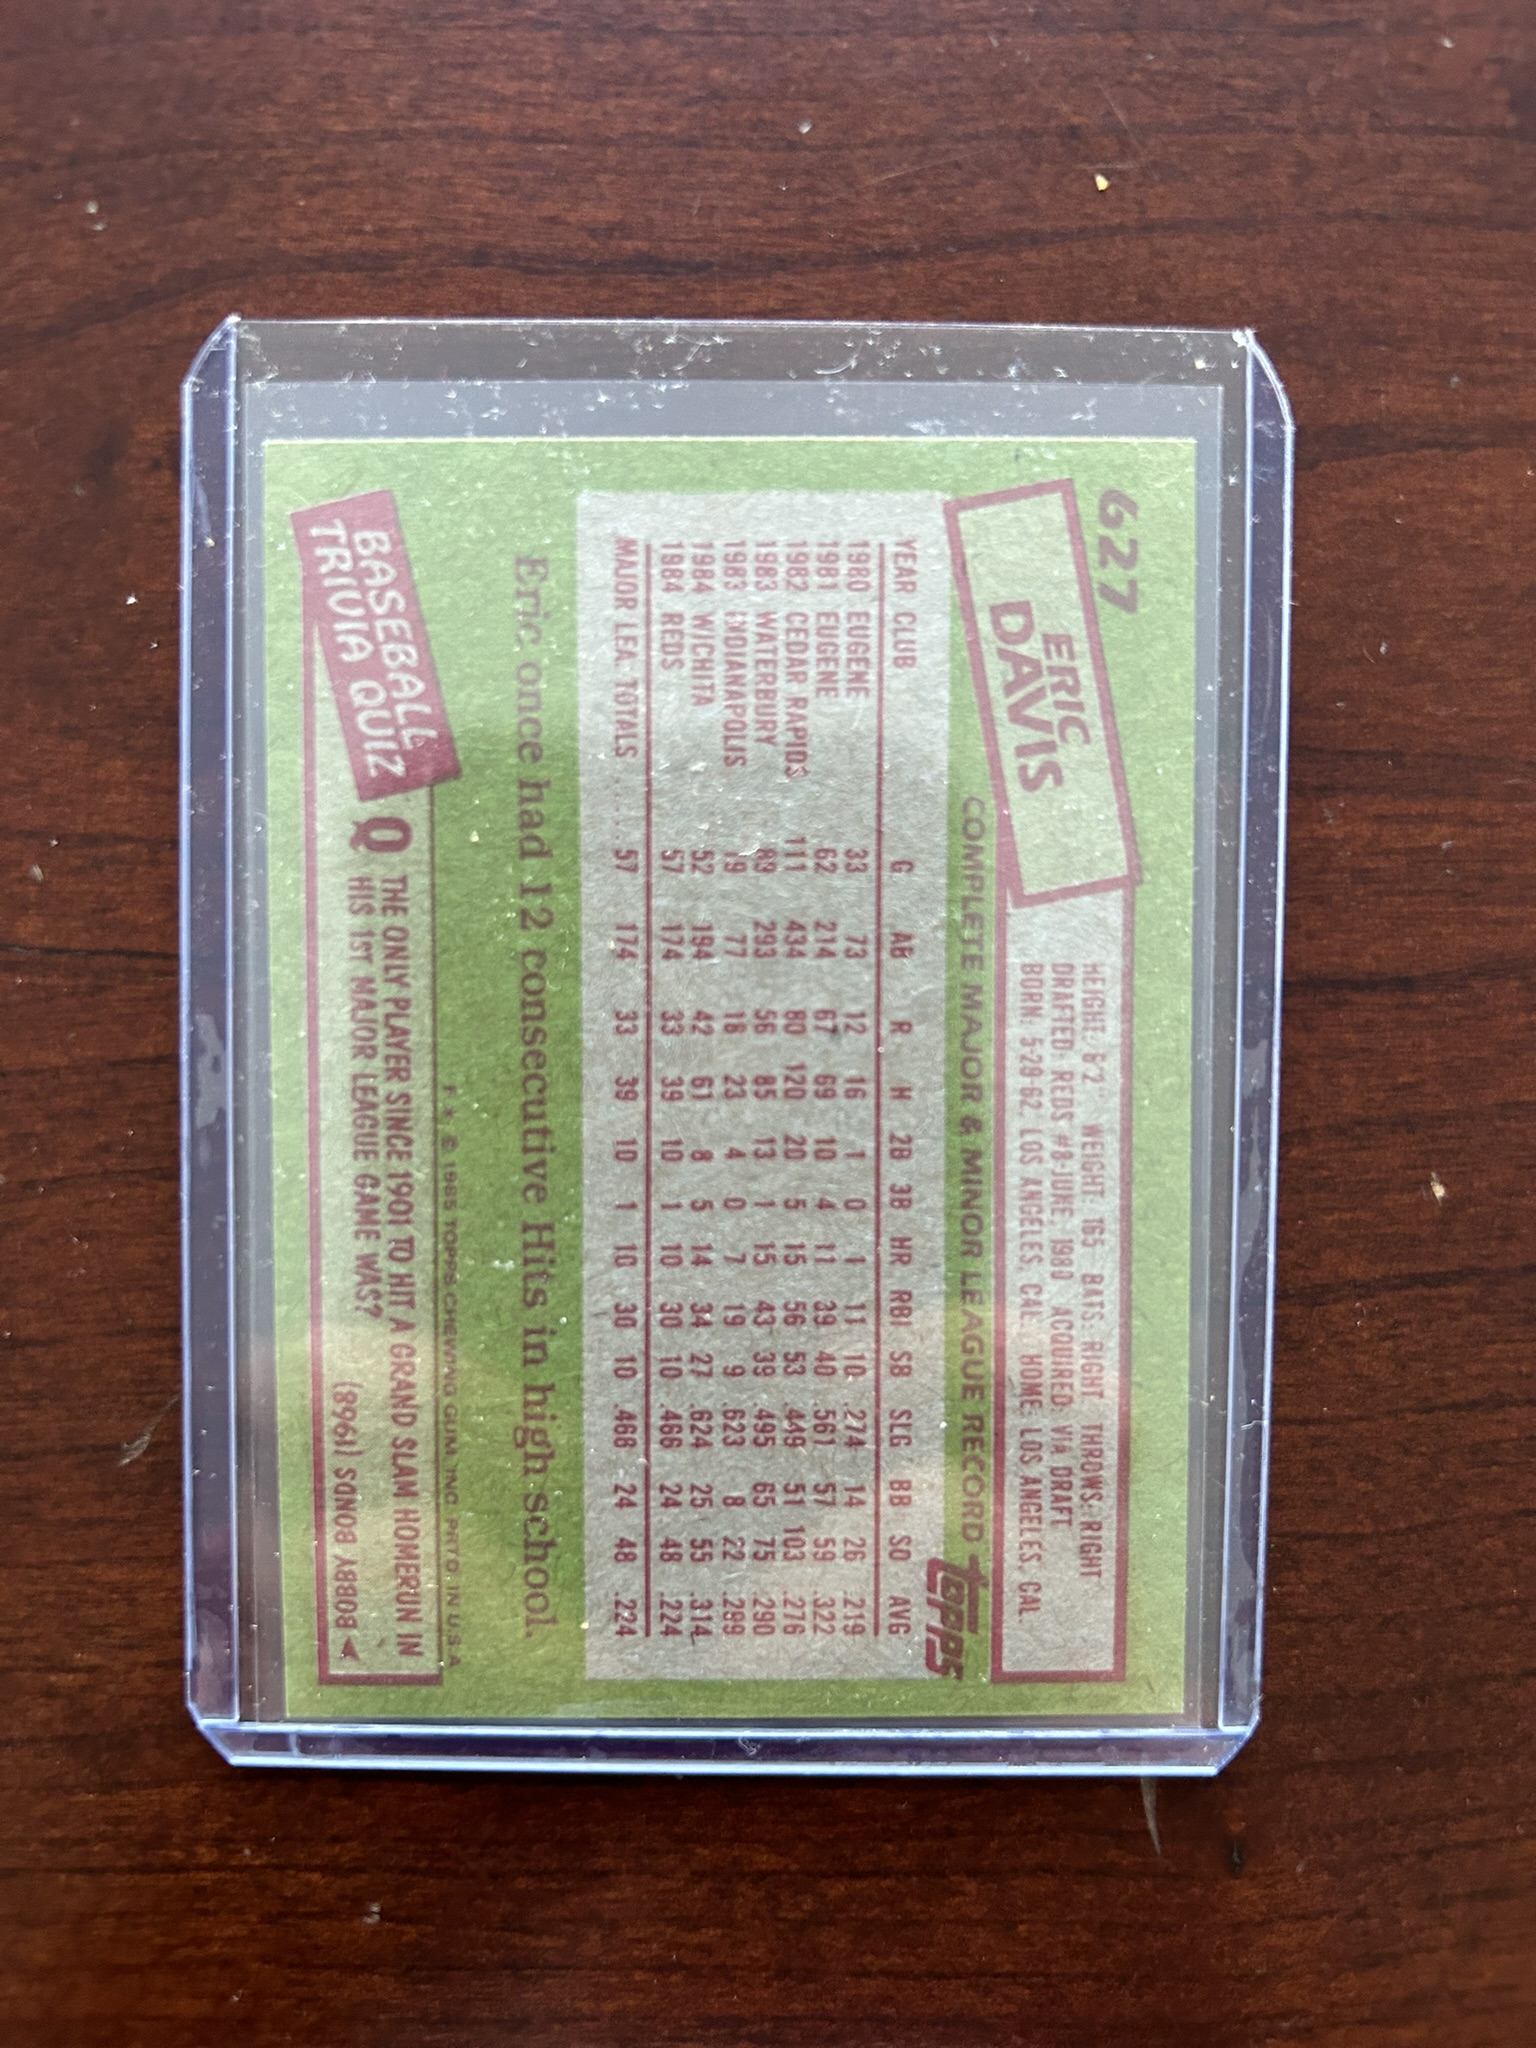 627
ERIC
DAVIS
HEIGHT: 6'2" WEIGHT: 165 BATS: RIGHT THROWS: RIGHT
DRAFTED: REDS #8-JUNE, 1980 ACQUIRED: VIA DRAFT
BORN: 5-29-62, LOS ANGELES, CAL. HOME: LOS ANGELES, CAL.
COMPLETE MAJOR & MINOR LEAGUE RECORD topps
YEAR CLUB G AB R H 2B 3B HR RBI SB SLG BB SO AVG
1980 EUGENE 33 73 12 16 1 0 1 11 10 .274 14 26 .219
1981 EUGENE 62 214 67 69 10 4 11 39 40 .561 57 59 .322
1982 CEDAR RAPIDS 111 434 80 120 20 5 15 56 53 .449 51 103 .276
1983 WATERBURY 89 293 56 85 13 1 15 43 39 .495 65 75 .290
1983 INDIANAPOLIS 19 77 18 23 4 0 7 19 9 .623 8 22 .299
1984 WICHITA 52 194 42 61 8 5 14 34 27 .624 25 55 .314
1984 REDS 57 174 33 39 10 1 10 30 10 .466 24 48 .224
MAJOR LEA. TOTALS ..... 57 174 33 39 10 1 10 30 10 .466 24 48 .224
Eric once had 12 consecutive Hits in high school.
F * © 1985 TOPPS CHEWING GUM, INC. PRTD. IN U.S.A.
BASEBALL
TRIVIA QUIZ
Q THE ONLY PLAYER SINCE 1901 TO HIT A GRAND SLAM HOMERUN IN
HIS 1ST MAJOR LEAGUE GAME WAS?
BOBBY BONDS (1968)